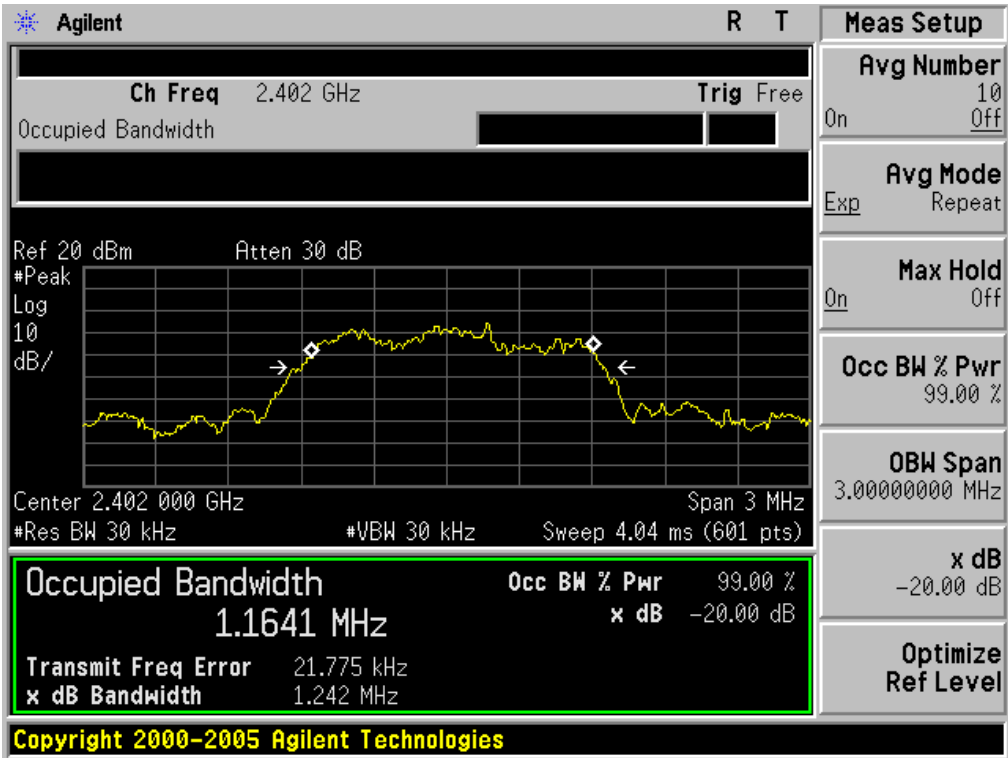 Agilent R T
Ch Freq 2.402 GHz Trig Free
Occupied Bandwidth
Ref 20 dBm Atten 30 dB
#Peak
Log
10
dB/
Center 2.402 000 GHz Span 3 MHz
#Res BW 30 kHz #VBW 30 kHz Sweep 4.04 ms (601 pts)
Occupied Bandwidth Occ BW % Pwr 99.00 %
1.1641 MHz x dB -20.00 dB
Transmit Freq Error 21.775 kHz
x dB Bandwidth 1.242 MHz
Copyright 2000-2005 Agilent Technologies
Meas Setup
Avg Number
10
On Off
Avg Mode
Exp Repeat
Max Hold
On Off
Occ BW % Pwr
99.00 %
OBW Span
3.00000000 MHz
x dB
-20.00 dB
Optimize
Ref Level